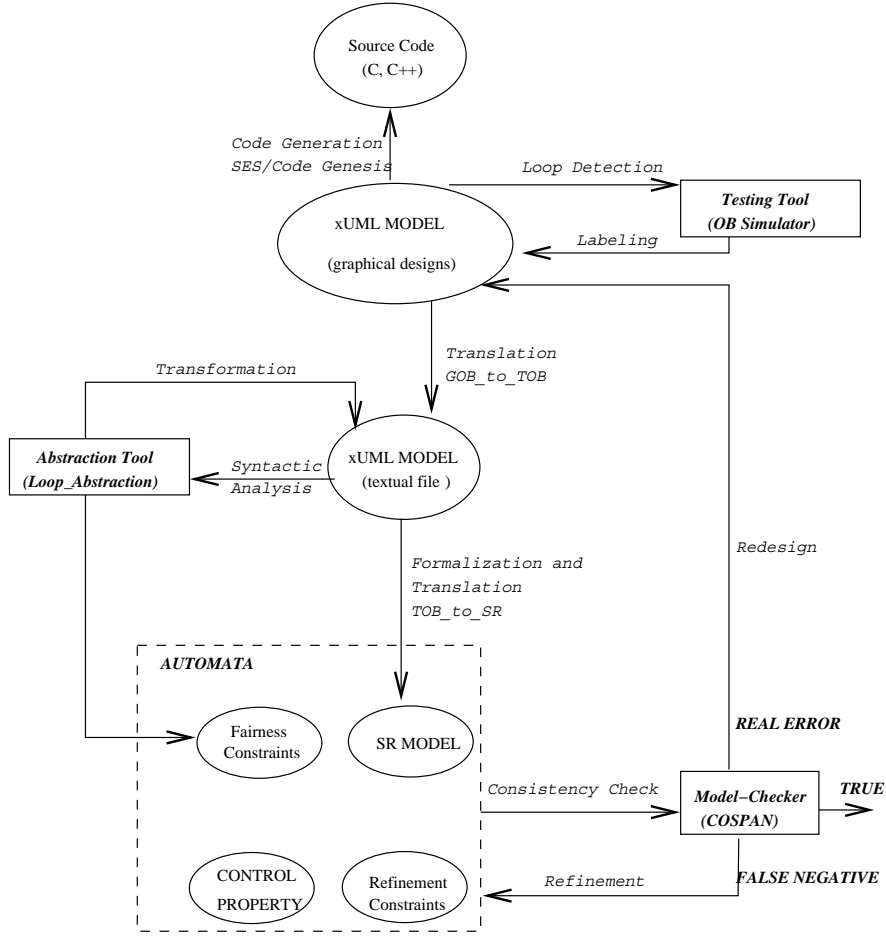 Source Code
(C, C++)
Code Generation
SES/Code Genesis
Loop Detection
Testing Tool
(OB Simulator)
xUML MODEL
(graphical designs)
Labeling
Translation
GOB_to_TOB
Transformation
Abstraction Tool
(Loop_Abstraction)
Syntactic
Analysis
xUML MODEL
(textual file )
Redesign
Formalization and
Translation
TOB_to_SR
AUTOMATA
Fairness
Constraints
SR MODEL
REAL ERROR
Consistency Check
Model−Checker
(COSPAN)
TRUE
CONTROL
PROPERTY
Refinement
Constraints
Refinement
FALSE NEGATIVE